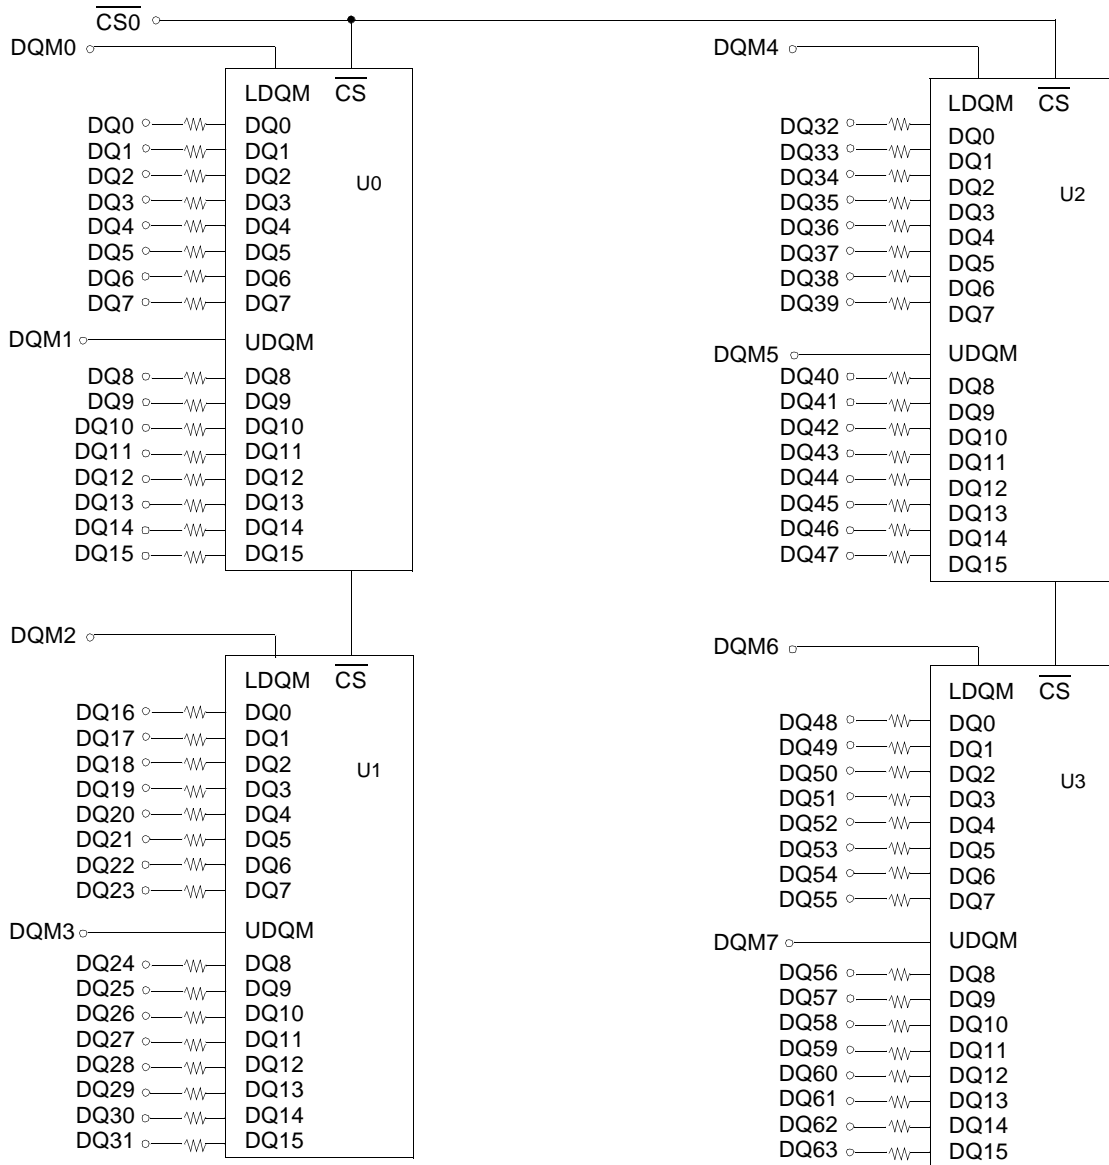 CS0
DQM0
LDQM CS
DQ0 DQ0
DQ1 DQ1
DQ2 DQ2
U0
DQ3 DQ3
DQ4 DQ4
DQ5 DQ5
DQ6 DQ6
DQ7 DQ7
DQM1 UDQM
DQ8 DQ8
DQ9 DQ9
DQ10 DQ10
DQ11 DQ11
DQ12 DQ12
DQ13 DQ13
DQ14 DQ14
DQ15 DQ15
DQM2
LDQM CS
DQ16 DQ0
DQ17 DQ1
DQ18 DQ2
U1
DQ19 DQ3
DQ20 DQ4
DQ21 DQ5
DQ22 DQ6
DQ23 DQ7
DQM3 UDQM
DQ24 DQ8
DQ25 DQ9
DQ26 DQ10
DQ27 DQ11
DQ28 DQ12
DQ29 DQ13
DQ30 DQ14
DQ31 DQ15
DQM4
LDQM CS
DQ32 DQ0
DQ33 DQ1
DQ34 DQ2
U2
DQ35 DQ3
DQ36 DQ4
DQ37 DQ5
DQ38 DQ6
DQ39 DQ7
DQM5 UDQM
DQ40 DQ8
DQ41 DQ9
DQ42 DQ10
DQ43 DQ11
DQ44 DQ12
DQ45 DQ13
DQ46 DQ14
DQ47 DQ15
DQM6
LDQM CS
DQ48 DQ0
DQ49 DQ1
DQ50 DQ2
U3
DQ51 DQ3
DQ52 DQ4
DQ53 DQ5
DQ54 DQ6
DQ55 DQ7
DQM7 UDQM
DQ56 DQ8
DQ57 DQ9
DQ58 DQ10
DQ59 DQ11
DQ60 DQ12
DQ61 DQ13
DQ62 DQ14
DQ63 DQ15